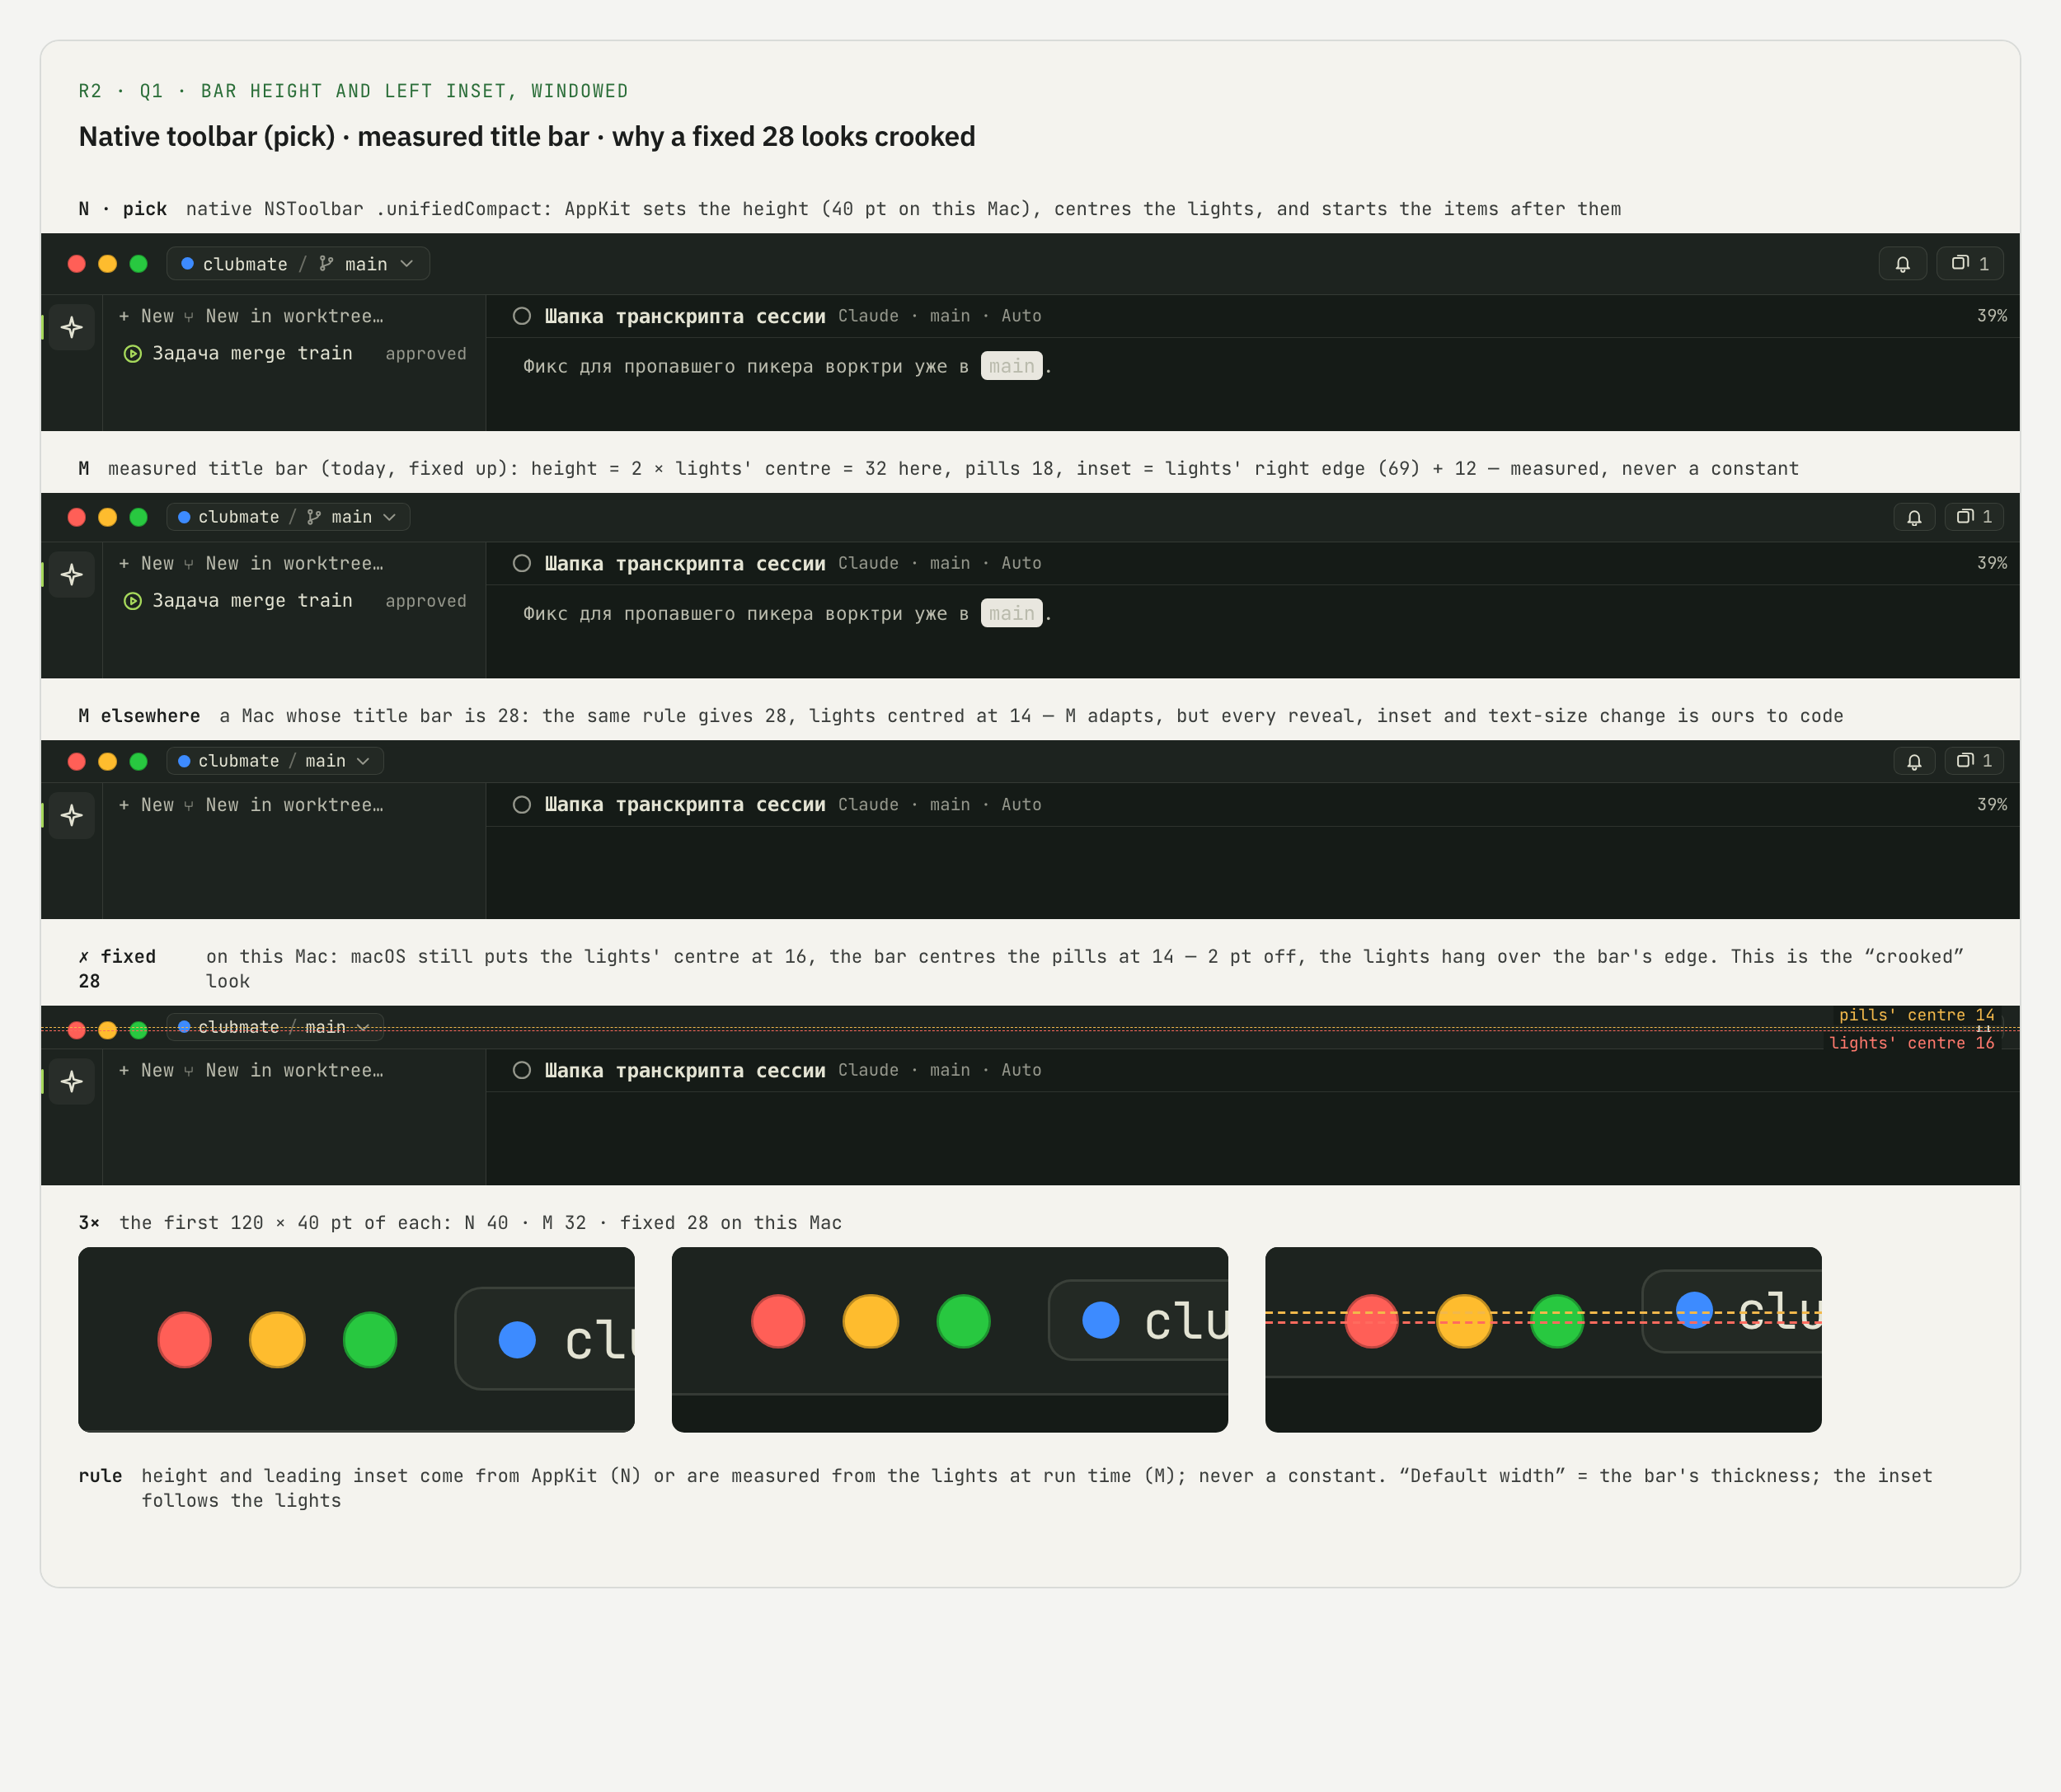 R2 · Q1 · BAR HEIGHT AND LEFT INSET, WINDOWED
Native toolbar (pick) · measured title bar · why a fixed 28 looks crooked
N · pick native NSToolbar .unifiedCompact: AppKit sets the height (40 pt on this Mac), centres the lights, and starts the items after them
clubmate / main 1
+ New New in worktree… Шапка транскрипта сессии Claude · main · Auto 39%
Задача merge train approved
Фикс для пропавшего пикера ворктри уже в main.
M measured title bar (today, fixed up): height = 2 × lights' centre = 32 here, pills 18, inset = lights' right edge (69) + 12 — measured, never a constant
clubmate / main 1
+ New New in worktree… Шапка транскрипта сессии Claude · main · Auto 39%
Задача merge train approved
Фикс для пропавшего пикера ворктри уже в main.
M elsewhere a Mac whose title bar is 28: the same rule gives 28, lights centred at 14 — M adapts, but every reveal, inset and text-size change is ours to code
clubmate / main 1
+ New New in worktree… Шапка транскрипта сессии Claude · main · Auto 39%
✗ fixed 28 on this Mac: macOS still puts the lights' centre at 16, the bar centres the pills at 14 — 2 pt off, the lights hang over the bar's edge. This is the “crooked”
look
clubmate / main pills' centre 14
lights' centre 16
+ New New in worktree… Шапка транскрипта сессии Claude · main · Auto
3× the first 120 × 40 pt of each: N 40 · M 32 · fixed 28 on this Mac
clu clu clu
rule height and leading inset come from AppKit (N) or are measured from the lights at run time (M); never a constant. “Default width” = the bar's thickness; the inset
follows the lights